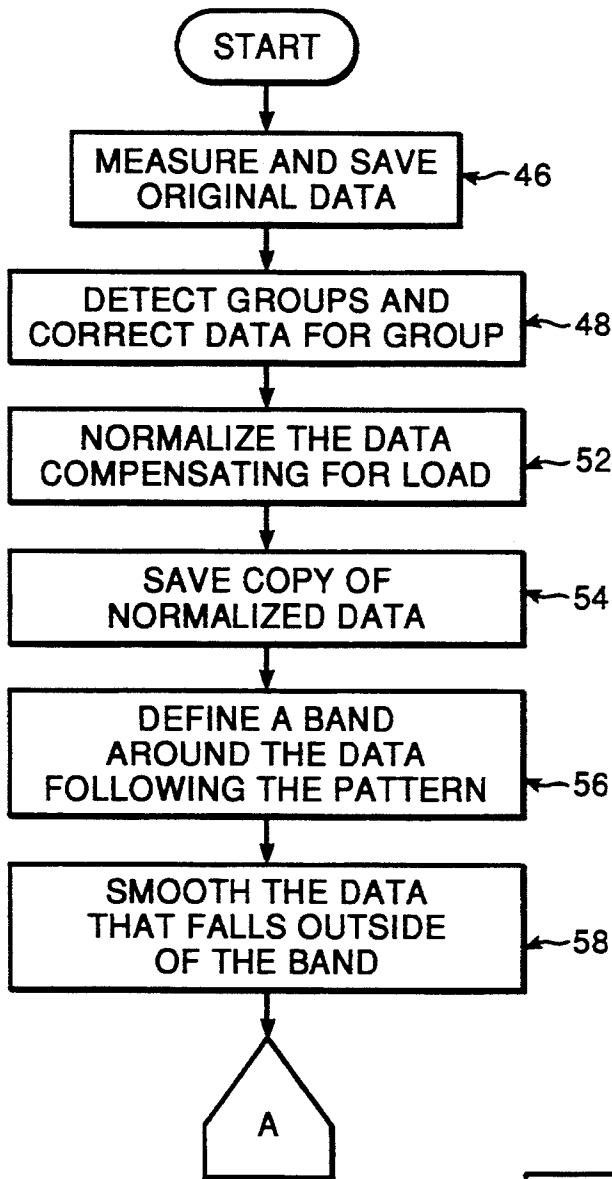 START
MEASURE AND SAVE
ORIGINAL DATA
46
DETECT GROUPS AND
CORRECT DATA FOR GROUP
48
NORMALIZE THE DATA
COMPENSATING FOR LOAD
52
SAVE COPY OF
NORMALIZED DATA
54
DEFINE A BAND
AROUND THE DATA
FOLLOWING THE PATTERN
56
SMOOTH THE DATA
THAT FALLS OUTSIDE
OF THE BAND
58
A